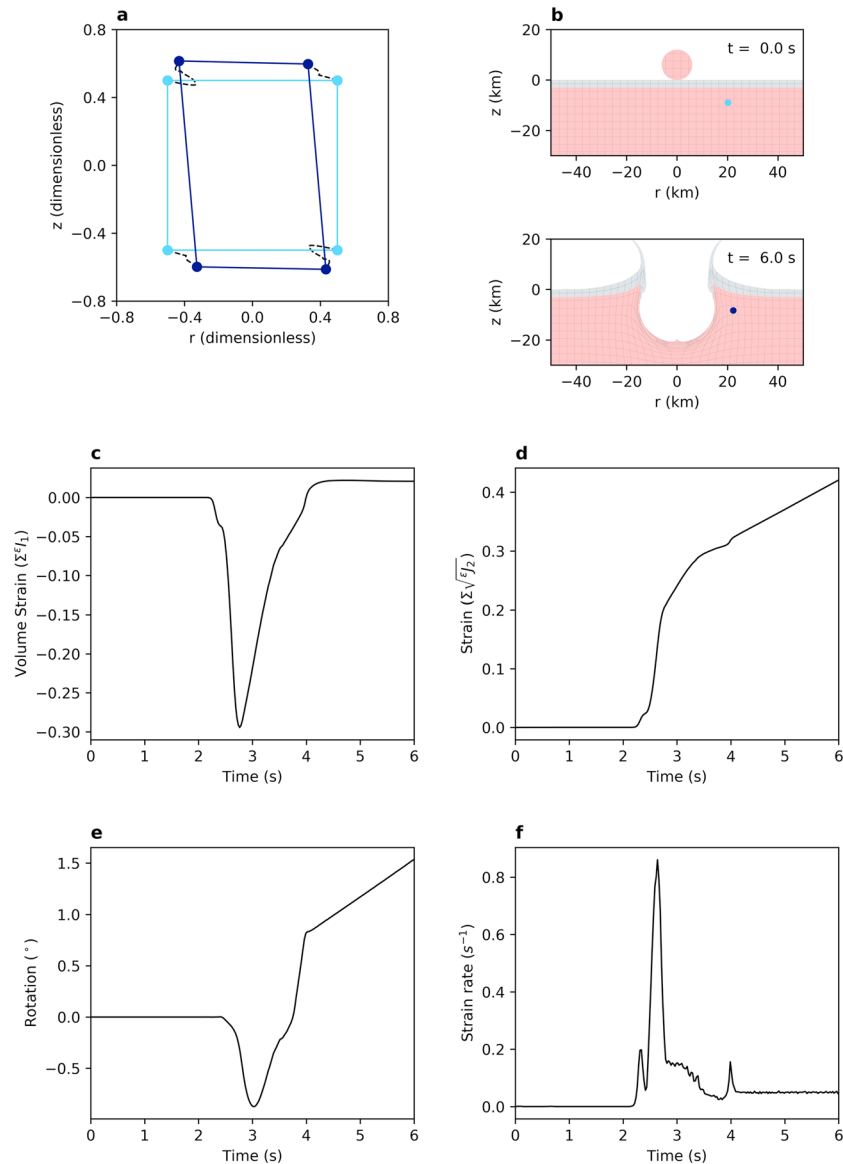 a
0.8
0.4
0.0
−0.4
−0.8
z (dimensionless)
−0.8 −0.4 0.0 0.4 0.8
r (dimensionless)
b
20
0
−20
z (km)
t = 0.0 s
−40 −20 0 20 40
r (km)
20
0
−20
z (km)
t = 6.0 s
−40 −20 0 20 40
r (km)
c
0.00
−0.05
−0.10
−0.15
−0.20
−0.25
−0.30
Volume Strain (Σ^εI₁)
0 1 2 3 4 5 6
Time (s)
d
0.4
0.3
0.2
0.1
0.0
Strain (Σ√^εJ₂)
0 1 2 3 4 5 6
Time (s)
e
1.5
1.0
0.5
0.0
−0.5
Rotation (°)
0 1 2 3 4 5 6
Time (s)
f
0.8
0.6
0.4
0.2
0.0
Strain rate (s⁻¹)
0 1 2 3 4 5 6
Time (s)